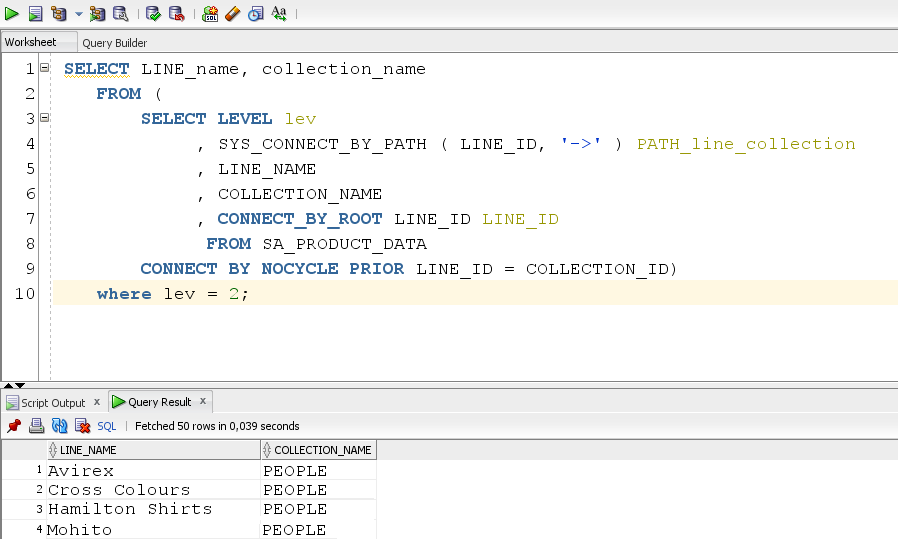 SQL Aa
Worksheet Query Builder
1 SELECT LINE_name, collection_name
2 FROM (
3 SELECT LEVEL lev
4 , SYS_CONNECT_BY_PATH ( LINE_ID, '->' ) PATH_line_collection
5 , LINE_NAME
6 , COLLECTION_NAME
7 , CONNECT_BY_ROOT LINE_ID LINE_ID
8 FROM SA_PRODUCT_DATA
9 CONNECT BY NOCYCLE PRIOR LINE_ID = COLLECTION_ID)
10 where lev = 2;
Script Output x Query Result x
SQL | Fetched 50 rows in 0,039 seconds
LINE_NAME COLLECTION_NAME
1 Avirex PEOPLE
2 Cross Colours PEOPLE
3 Hamilton Shirts PEOPLE
4 Mohito PEOPLE